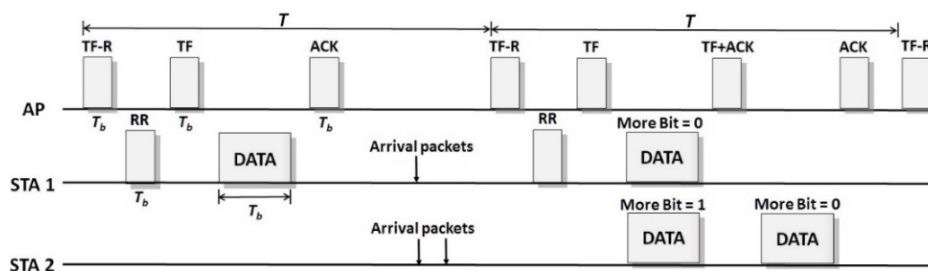 T T
TF-R TF ACK TF-R TF TF+ACK ACK TF-R
AP
T_b RR T_b T_b RR More Bit = 0
Arrival packets
STA 1 DATA DATA
T_b T_b
More Bit = 1 More Bit = 0
Arrival packets
STA 2 DATA DATA